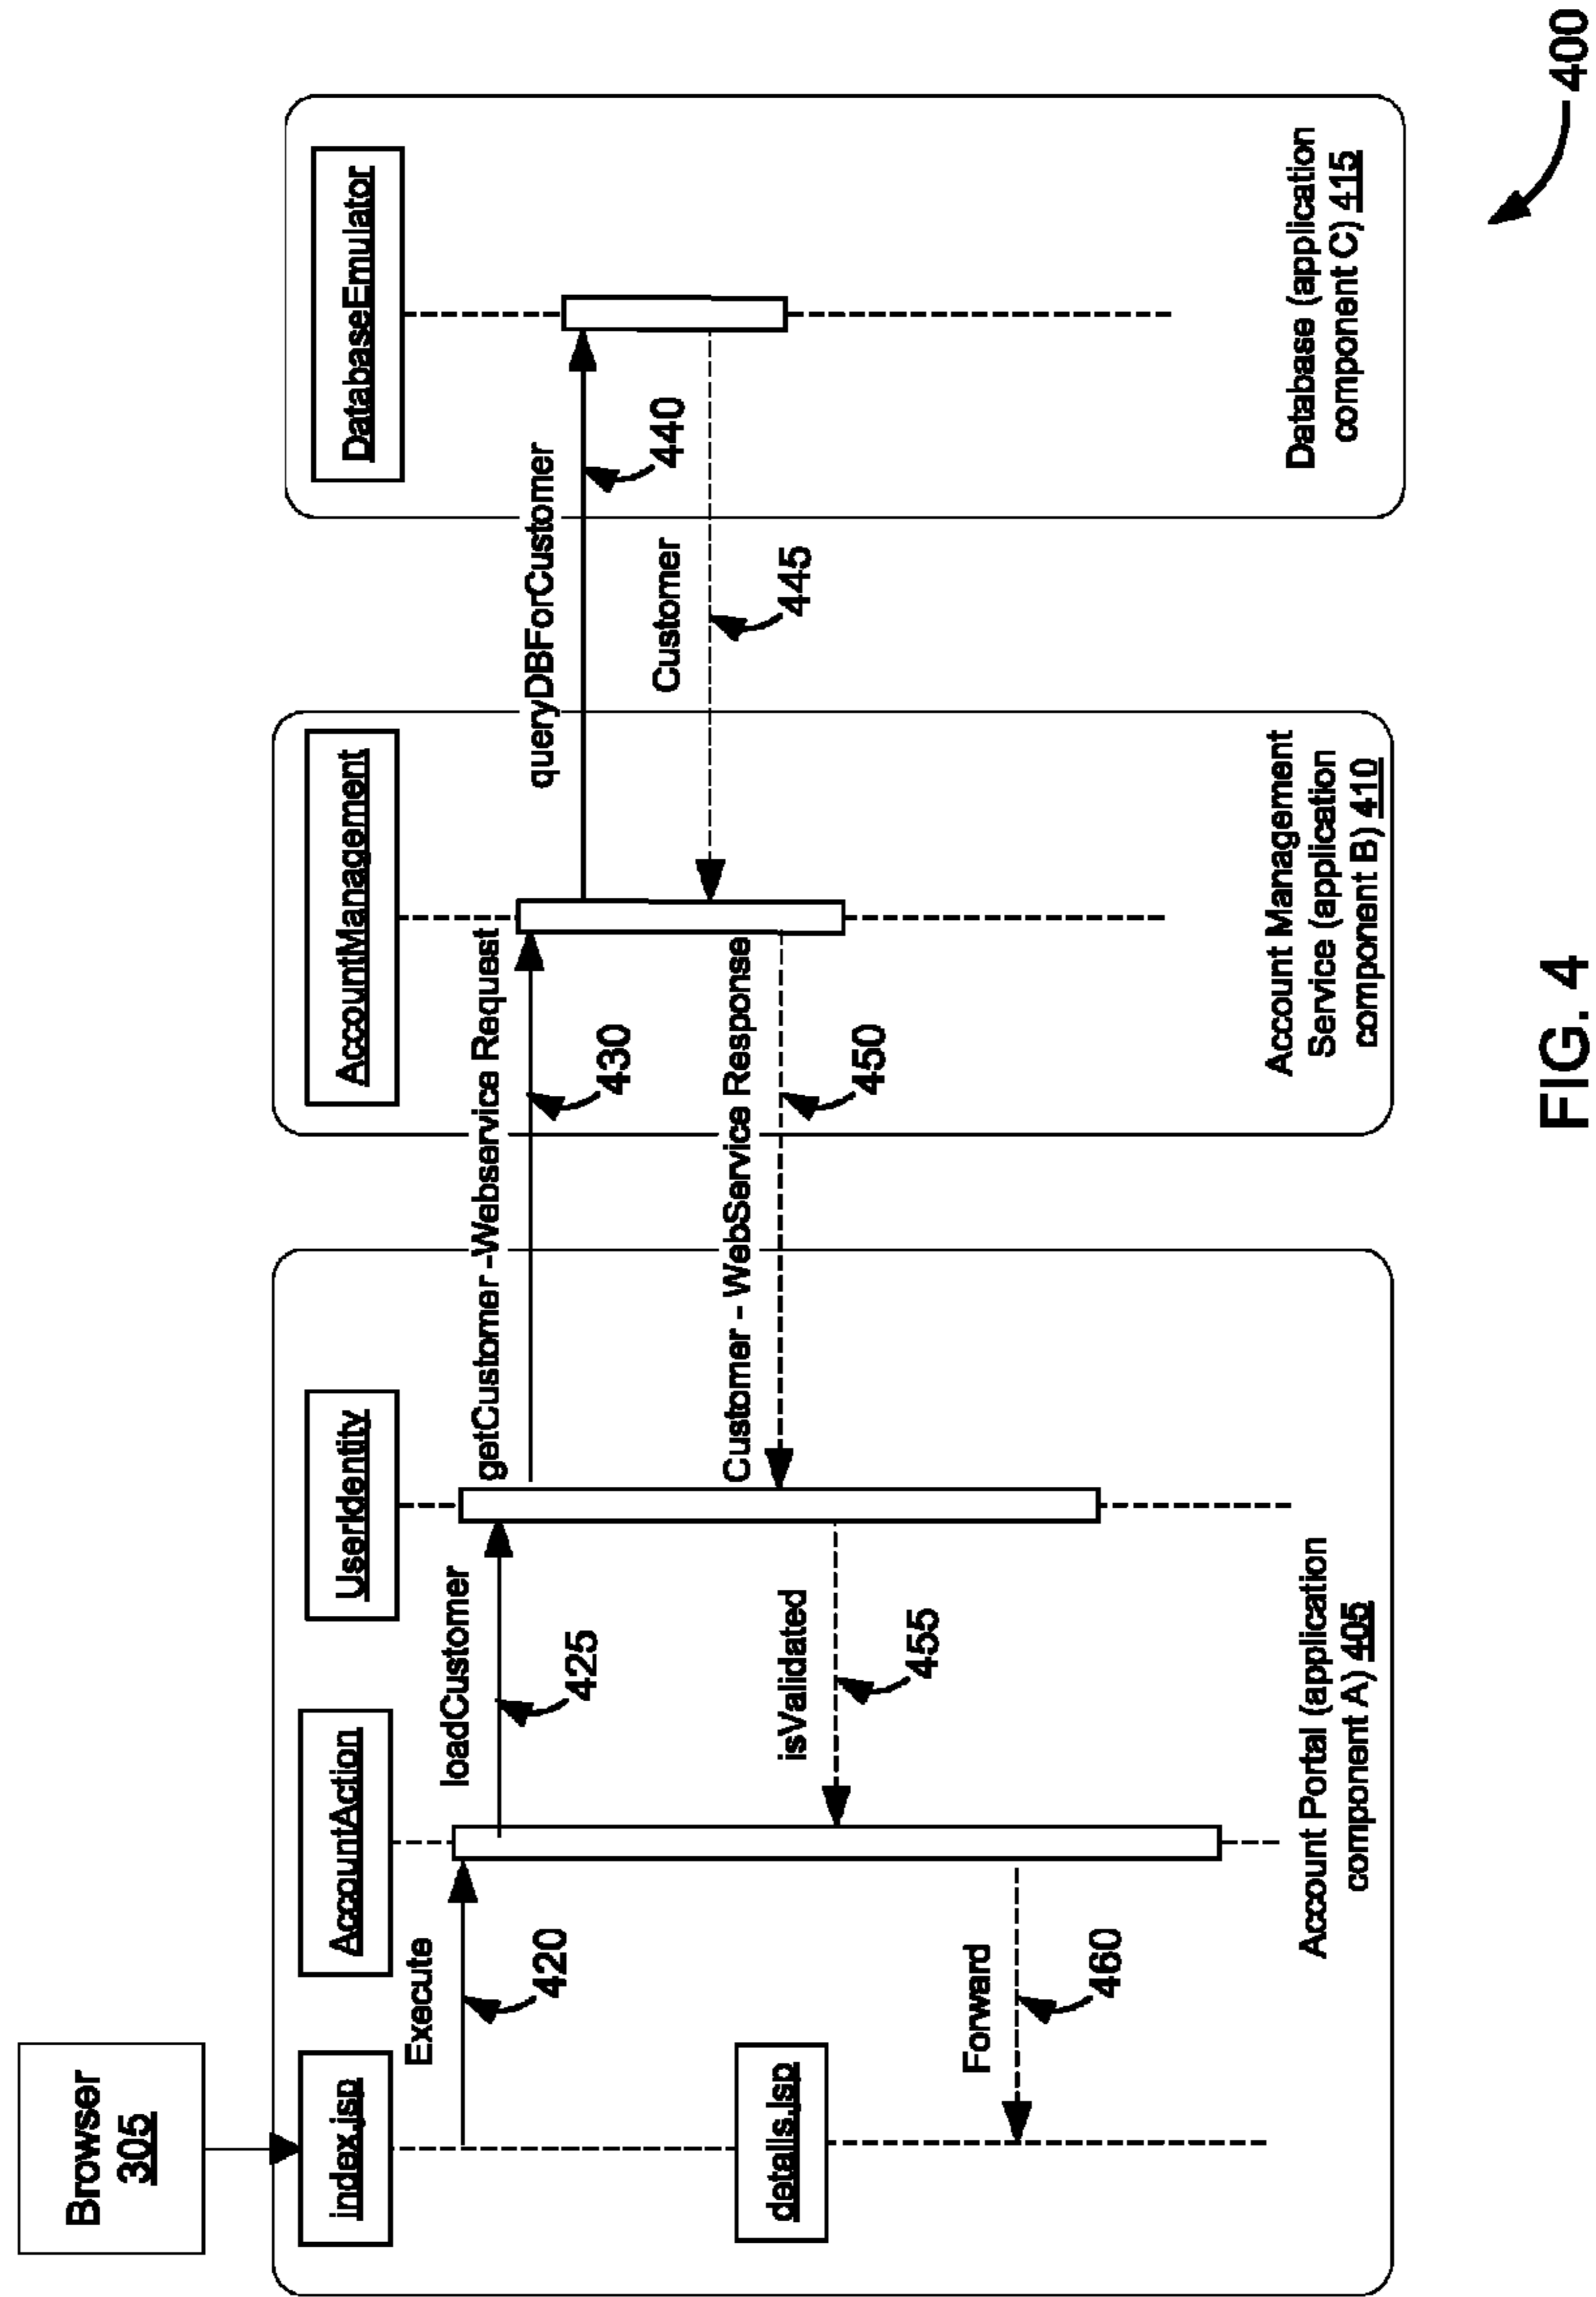 Browser
305
index.jsp
AccountAction
UserIdentity
AccountManagement
DatabaseEmulator
Execute
420
loadCustomer
425
getCustomer -Webservice Request
430
queryDBForCustomer
440
Customer
445
Customer - WebService Response
450
isValidated
455
details.jsp
Forward
460
Account Portal (application
component A) 405
Account Management
Service (application
component B) 410
Database (application
component C) 415
400
FIG. 4